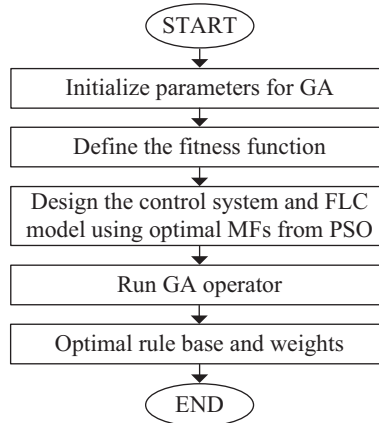 START
Initialize parameters for GA
Define the fitness function
Design the control system and FLC
model using optimal MFs from PSO
Run GA operator
Optimal rule base and weights
END